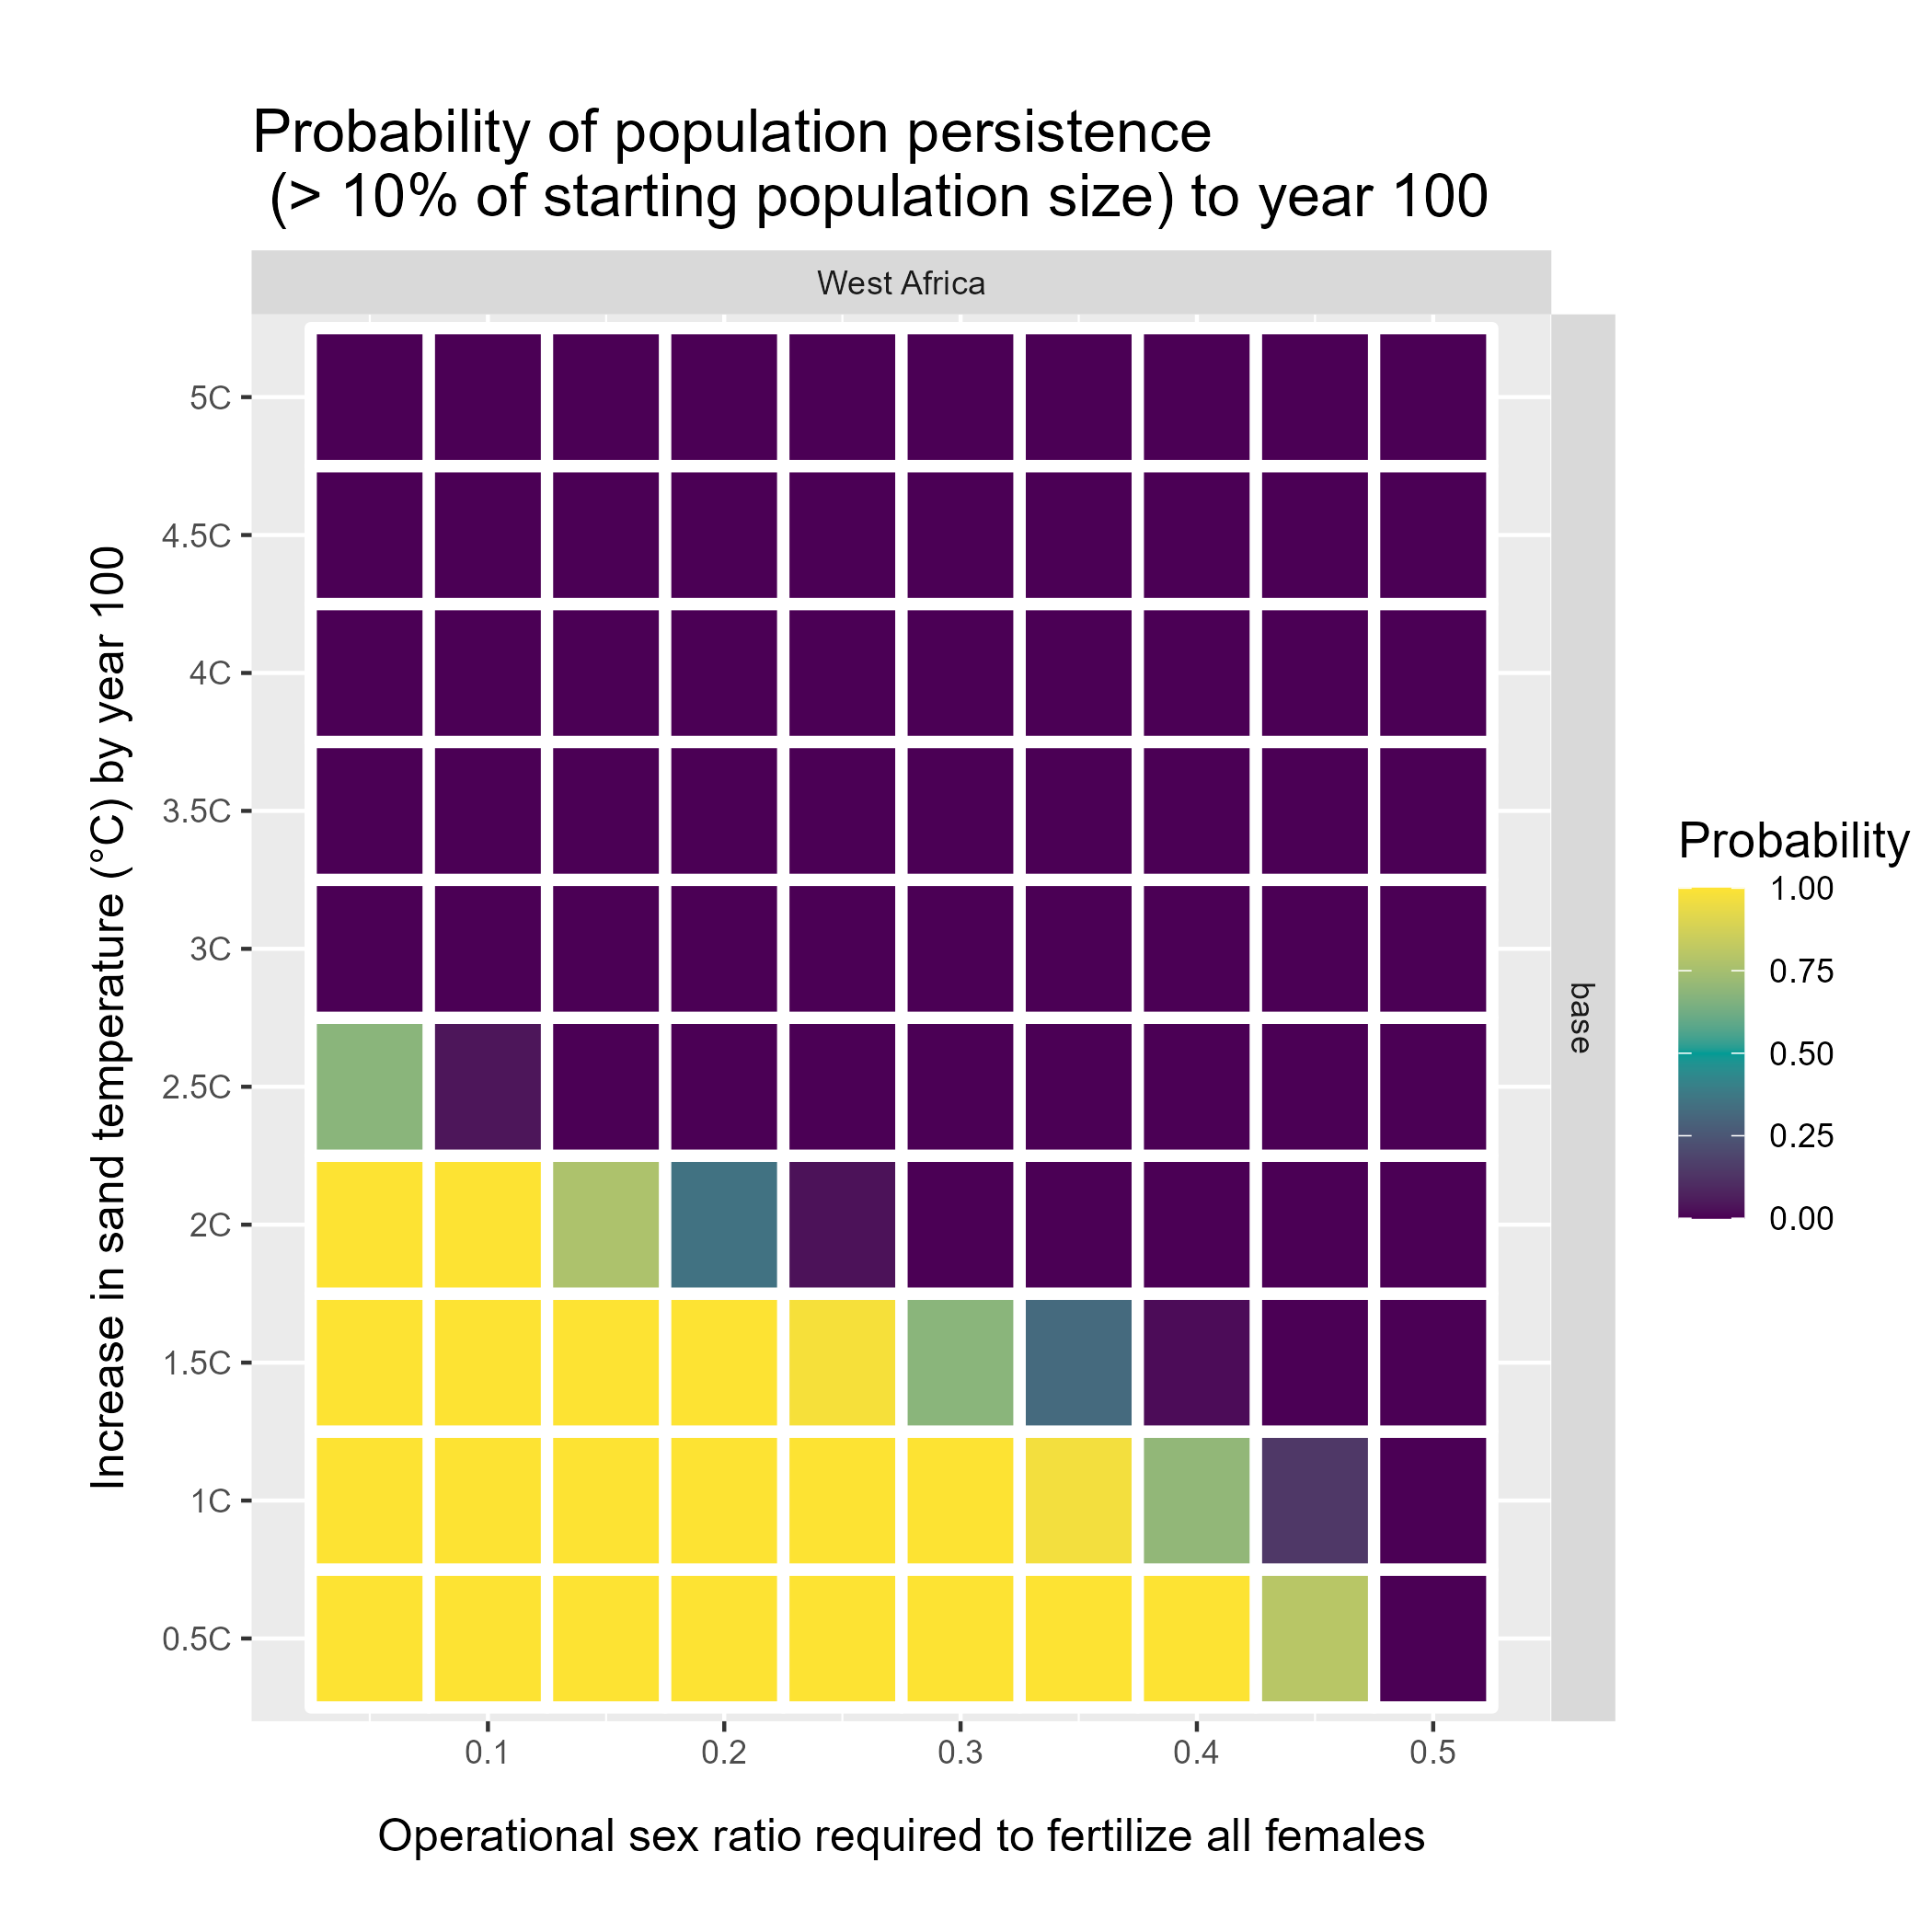 Probability of population persistence
(> 10% of starting population size) to year 100
West Africa
Increase in sand temperature (°C) by year 100
5C
4.5C
4C
3.5C
3C
2.5C
2C
1.5C
1C
0.5C
base
Probability
1.00
0.75
0.50
0.25
0.00
0.1 0.2 0.3 0.4 0.5
Operational sex ratio required to fertilize all females